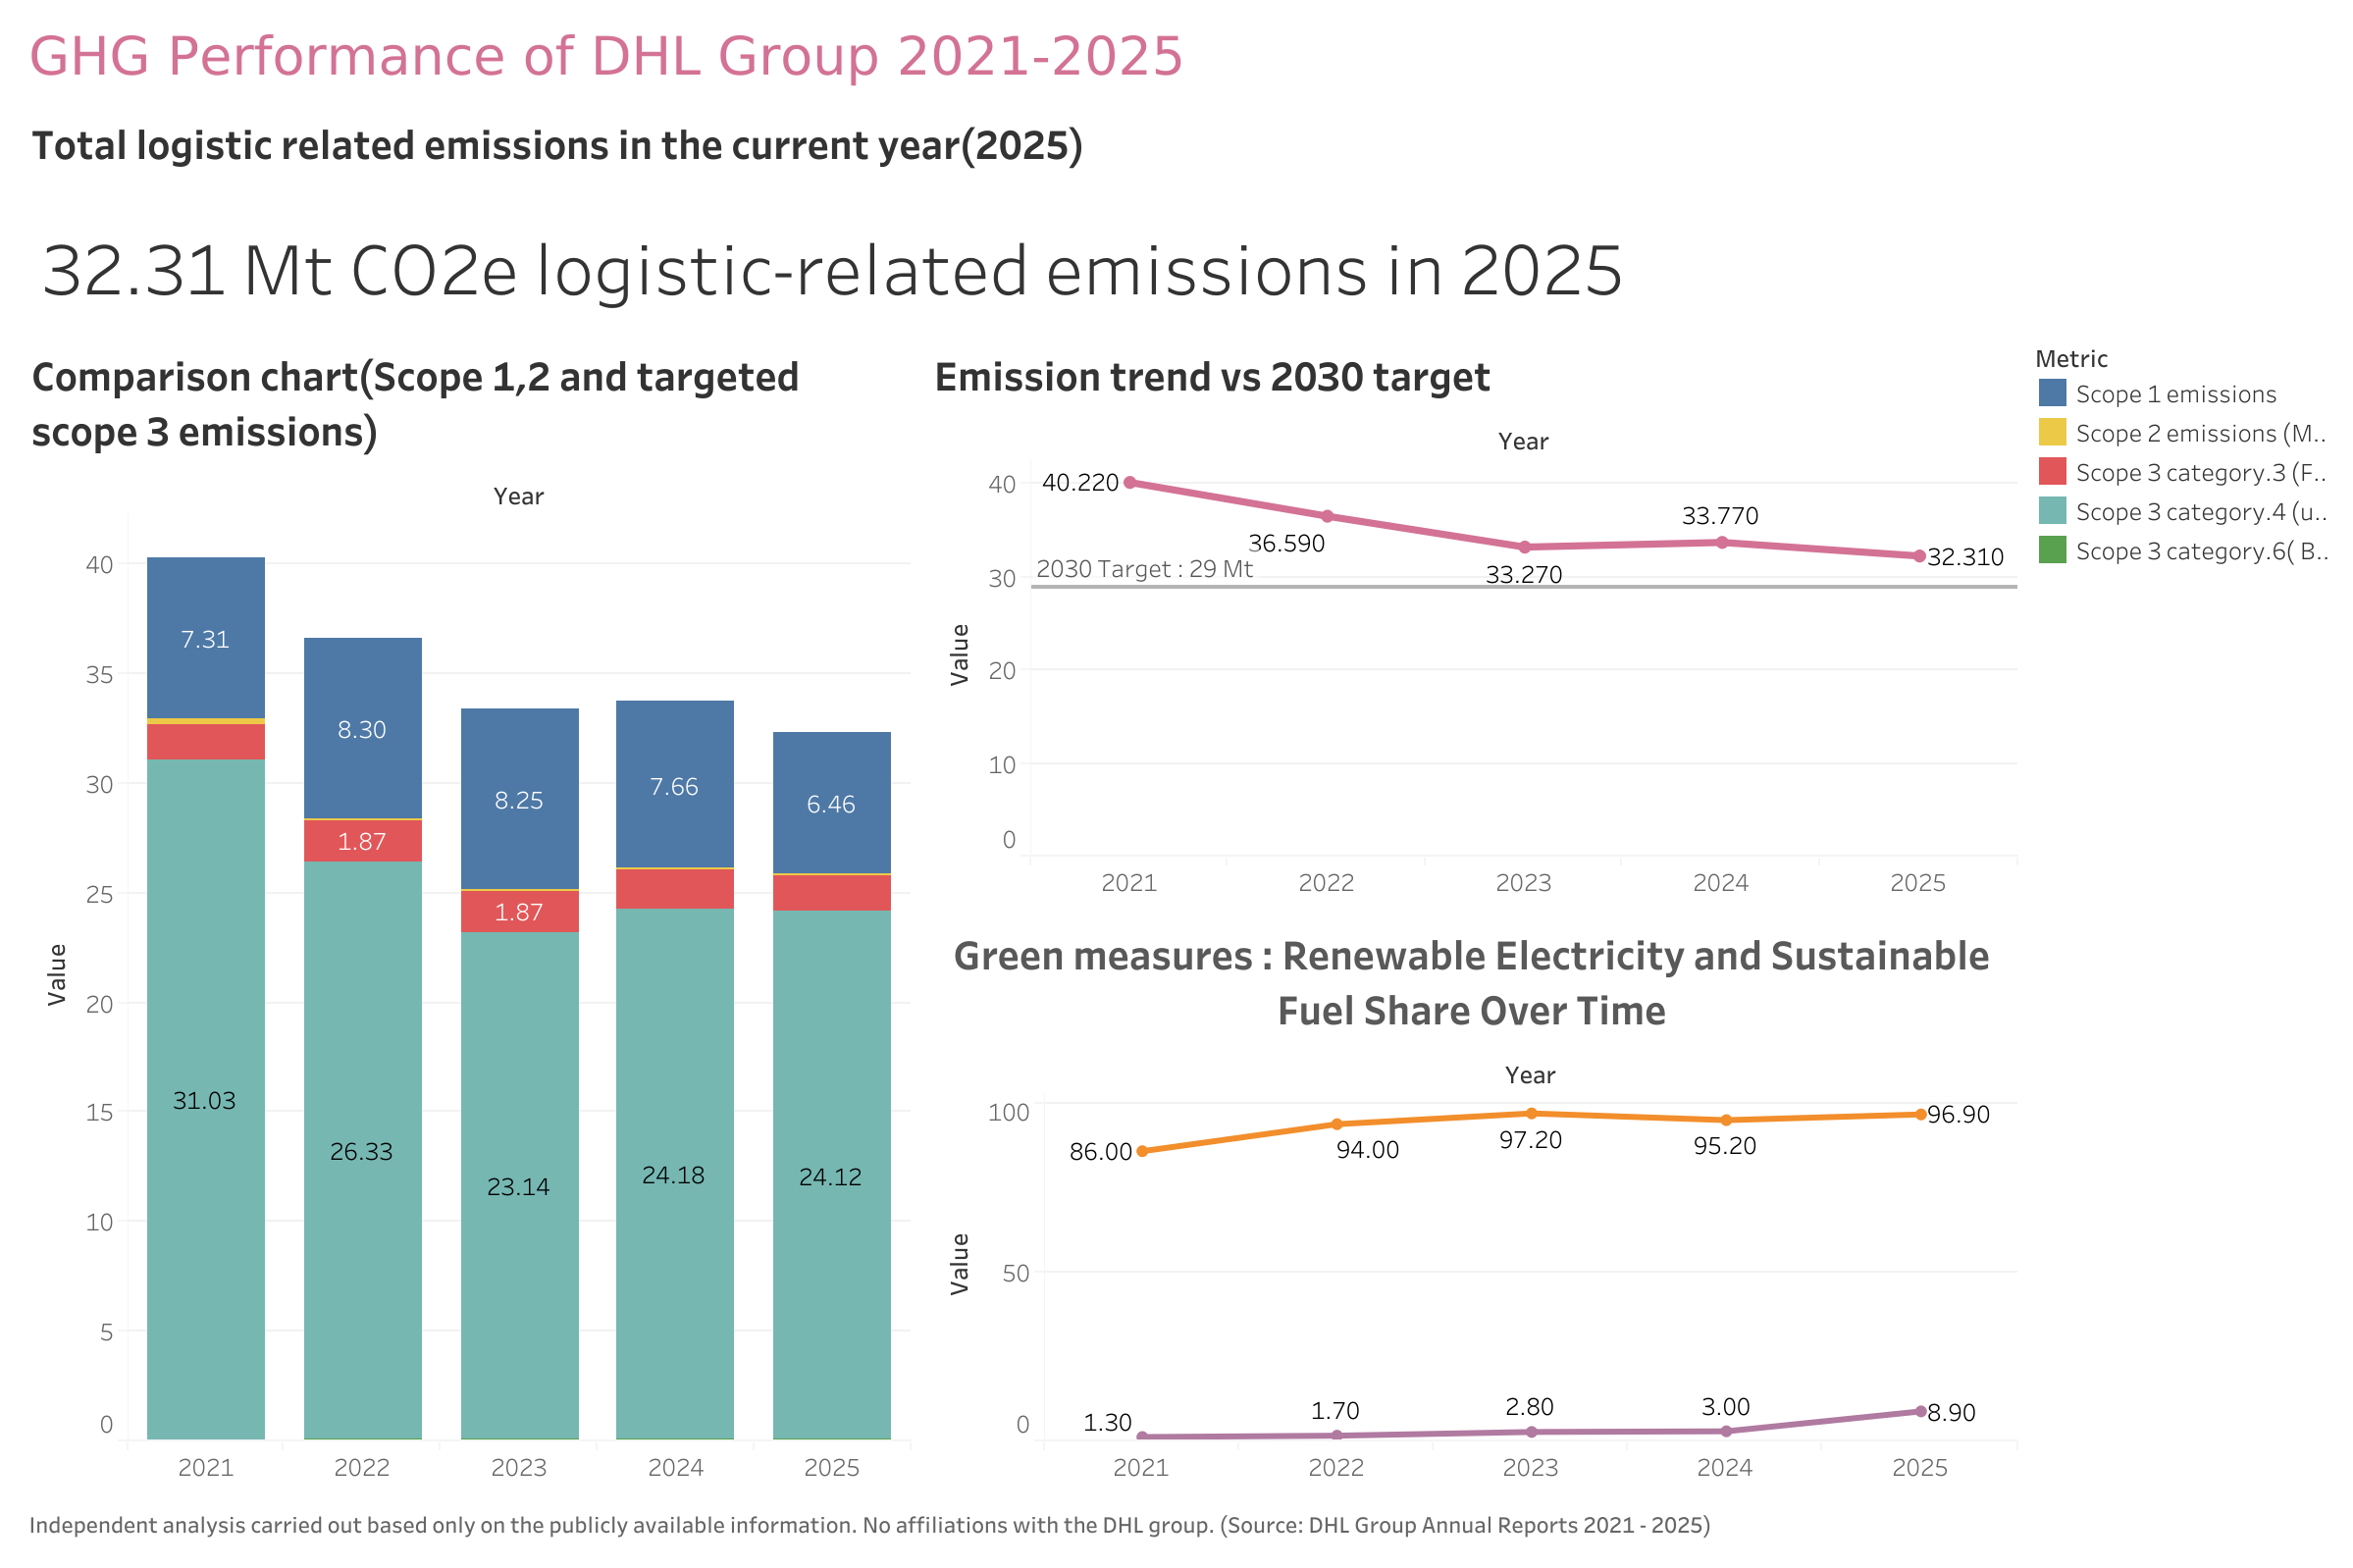 GHG Performance of DHL Group 2021-2025
Total logistic related emissions in the current year(2025)
32.31 Mt CO2e logistic-related emissions in 2025
Comparison chart(Scope 1,2 and targeted
scope 3 emissions)
Year
40
35
30
25
20
15
10
5
0
Value
7.31
31.03
8.30
1.87
26.33
8.25
1.87
23.14
7.66
24.18
6.46
24.12
2021
2022
2023
2024
2025
Emission trend vs 2030 target
Year
40
30
20
10
0
Value
40.220
36.590
33.270
33.770
32.310
2030 Target : 29 Mt
2021
2022
2023
2024
2025
Metric
Scope 1 emissions
Scope 2 emissions (M..
Scope 3 category.3 (F..
Scope 3 category.4 (u..
Scope 3 category.6( B..
Green measures : Renewable Electricity and Sustainable
Fuel Share Over Time
Year
100
50
0
Value
86.00
94.00
97.20
95.20
96.90
1.30
1.70
2.80
3.00
8.90
2021
2022
2023
2024
2025
Independent analysis carried out based only on the publicly available information. No affiliations with the DHL group. (Source: DHL Group Annual Reports 2021 - 2025)